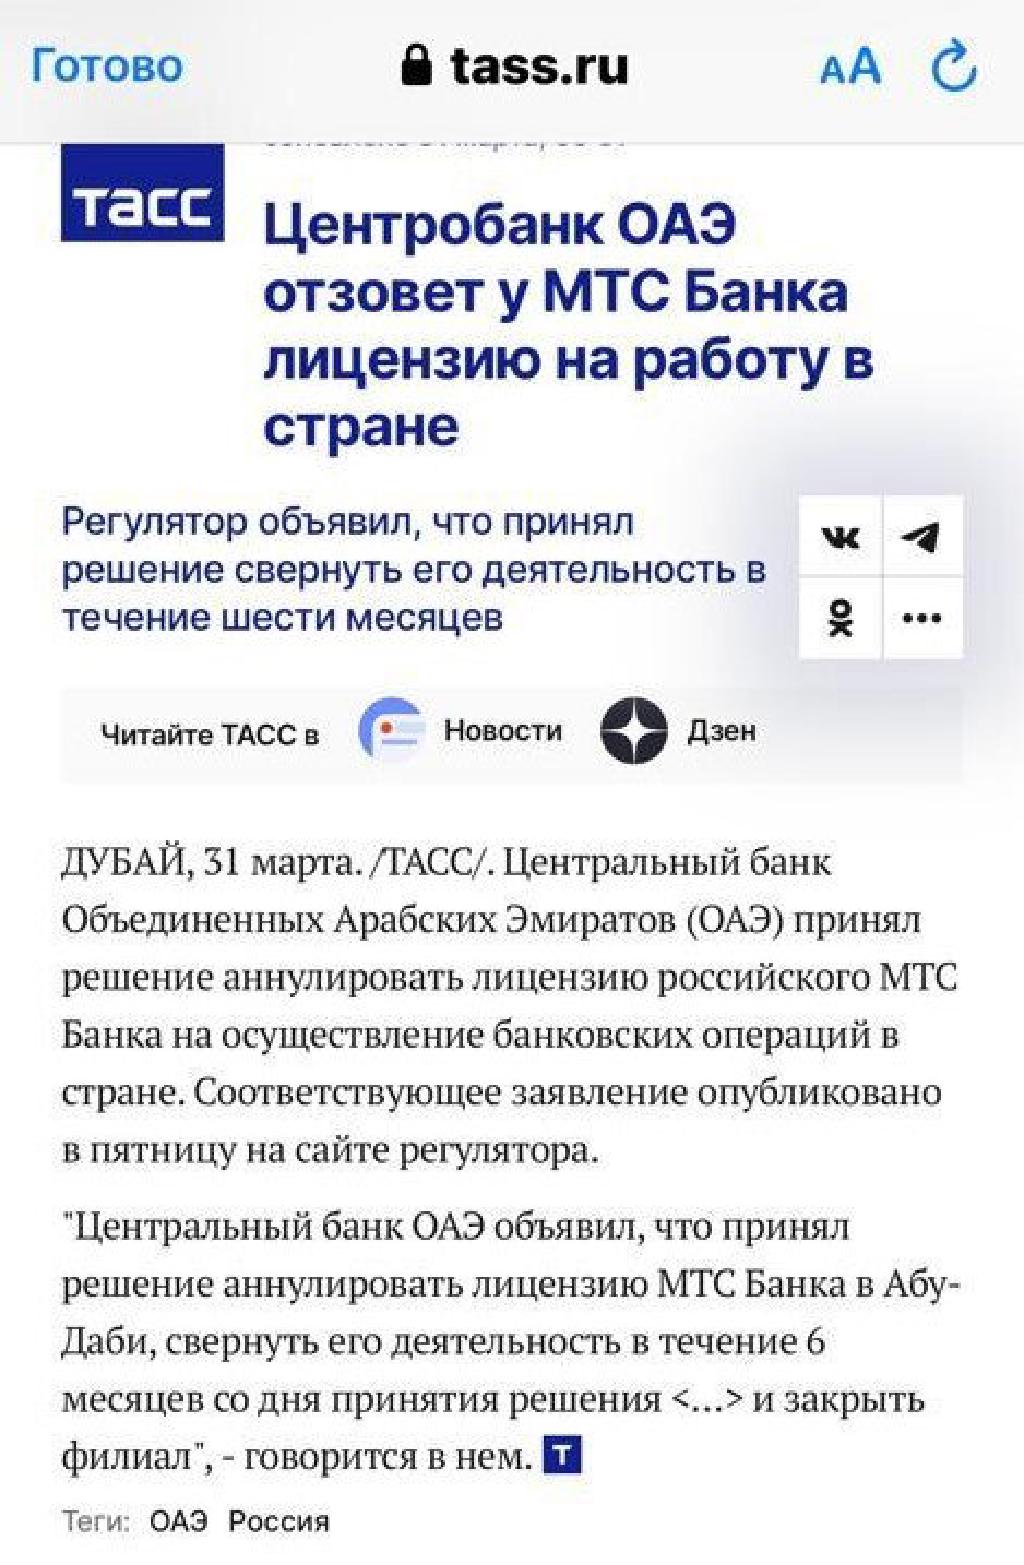 Готово
tass.ru
AA
тасс
Центробанк ОАЭ
отзовет у МТС Банка
лицензию на работу в
стране
Регулятор объявил, что принял
решение свернуть его деятельность в
течение шести месяцев
Читайте ТАСС в
Новости
Дзен
ДУБАЙ, 31 марта. /ТАСС/. Центральный банк
Объединенных Арабских Эмиратов (ОАЭ) принял
решение аннулировать лицензию российского МТС
Банка на осуществление банковских операций в
стране. Соответствующее заявление опубликовано
в пятницу на сайте регулятора.
"Центральный банк ОАЭ объявил, что принял
решение аннулировать лицензию МТС Банка в Абу-
Даби, свернуть его деятельность в течение 6
месяцев со дня принятия решения <...> и закрыть
филиал", - говорится в нем. Т
Теги: ОАЭ Россия